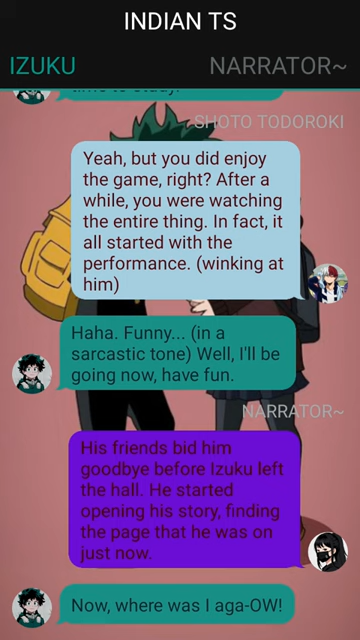 INDIAN TS
IZUKU
NARRATOR~
time to study.
SHOTO TODOROKI
Yeah, but you did enjoy
the game, right? After a
while, you were watching
the entire thing. In fact, it
all started with the
performance. (winking at
him)
Haha. Funny... (in a
sarcastic tone) Well, I'll be
going now, have fun.
NARRATOR~
His friends bid him
goodbye before Izuku left
the hall. He started
opening his story, finding
the page that he was on
just now.
Now, where was I aga-OW!